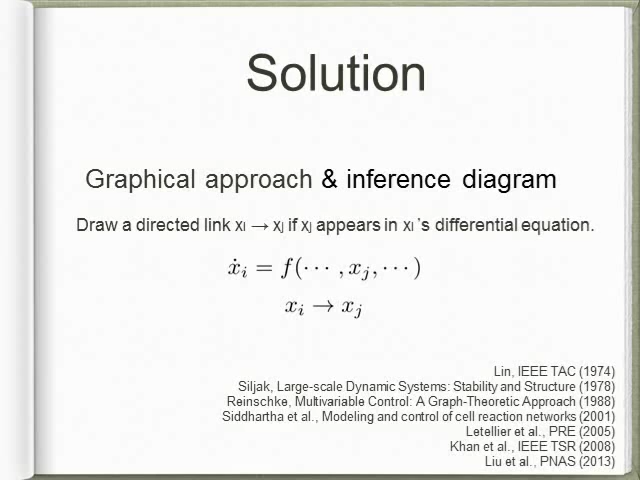 Solution
Graphical approach & inference diagram
Draw a directed link xᵢ → xⱼ if xⱼ appears in xᵢ 's differential equation.
ẋᵢ = f(··· , xⱼ, ···)
xᵢ → xⱼ
Lin, IEEE TAC (1974)
Siljak, Large-scale Dynamic Systems: Stability and Structure (1978)
Reinschke, Multivariable Control: A Graph-Theoretic Approach (1988)
Siddhartha et al., Modeling and control of cell reaction networks (2001)
Letellier et al., PRE (2005)
Khan et al., IEEE TSR (2008)
Liu et al., PNAS (2013)